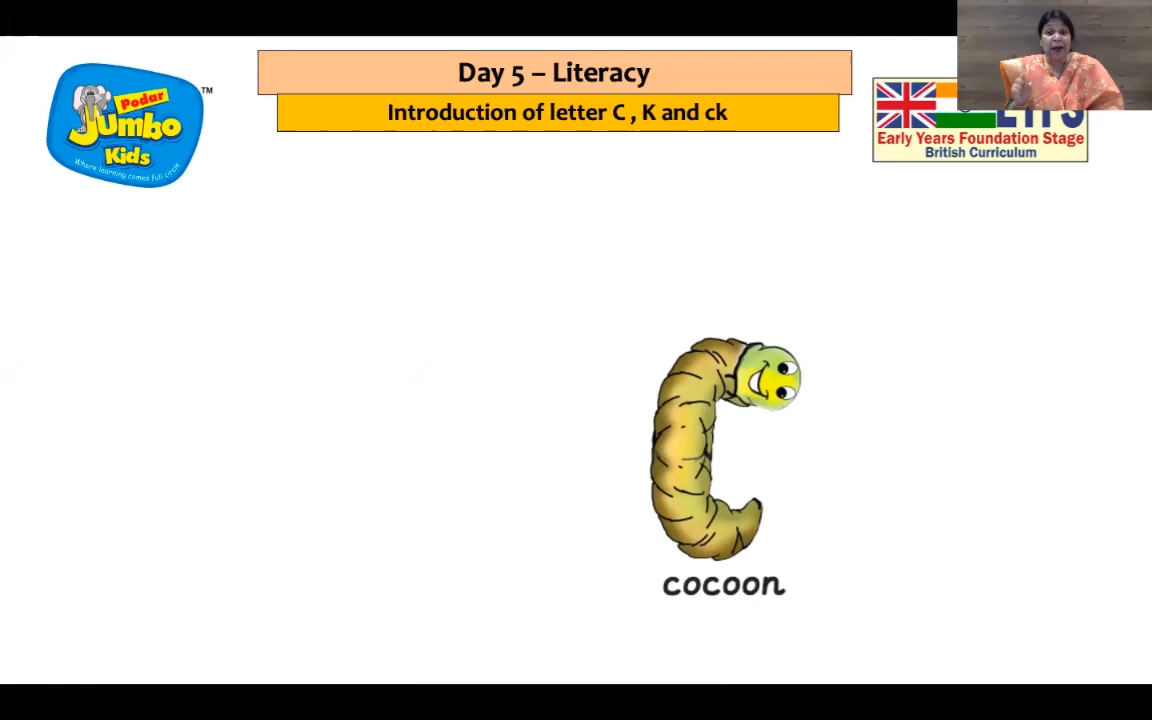 Day 5 – Literacy
Introduction of letter C , K and ck
Podar
Jumbo
Kids
Where learning comes full circle
TM
Early Years Foundation Stage
British Curriculum
cocoon